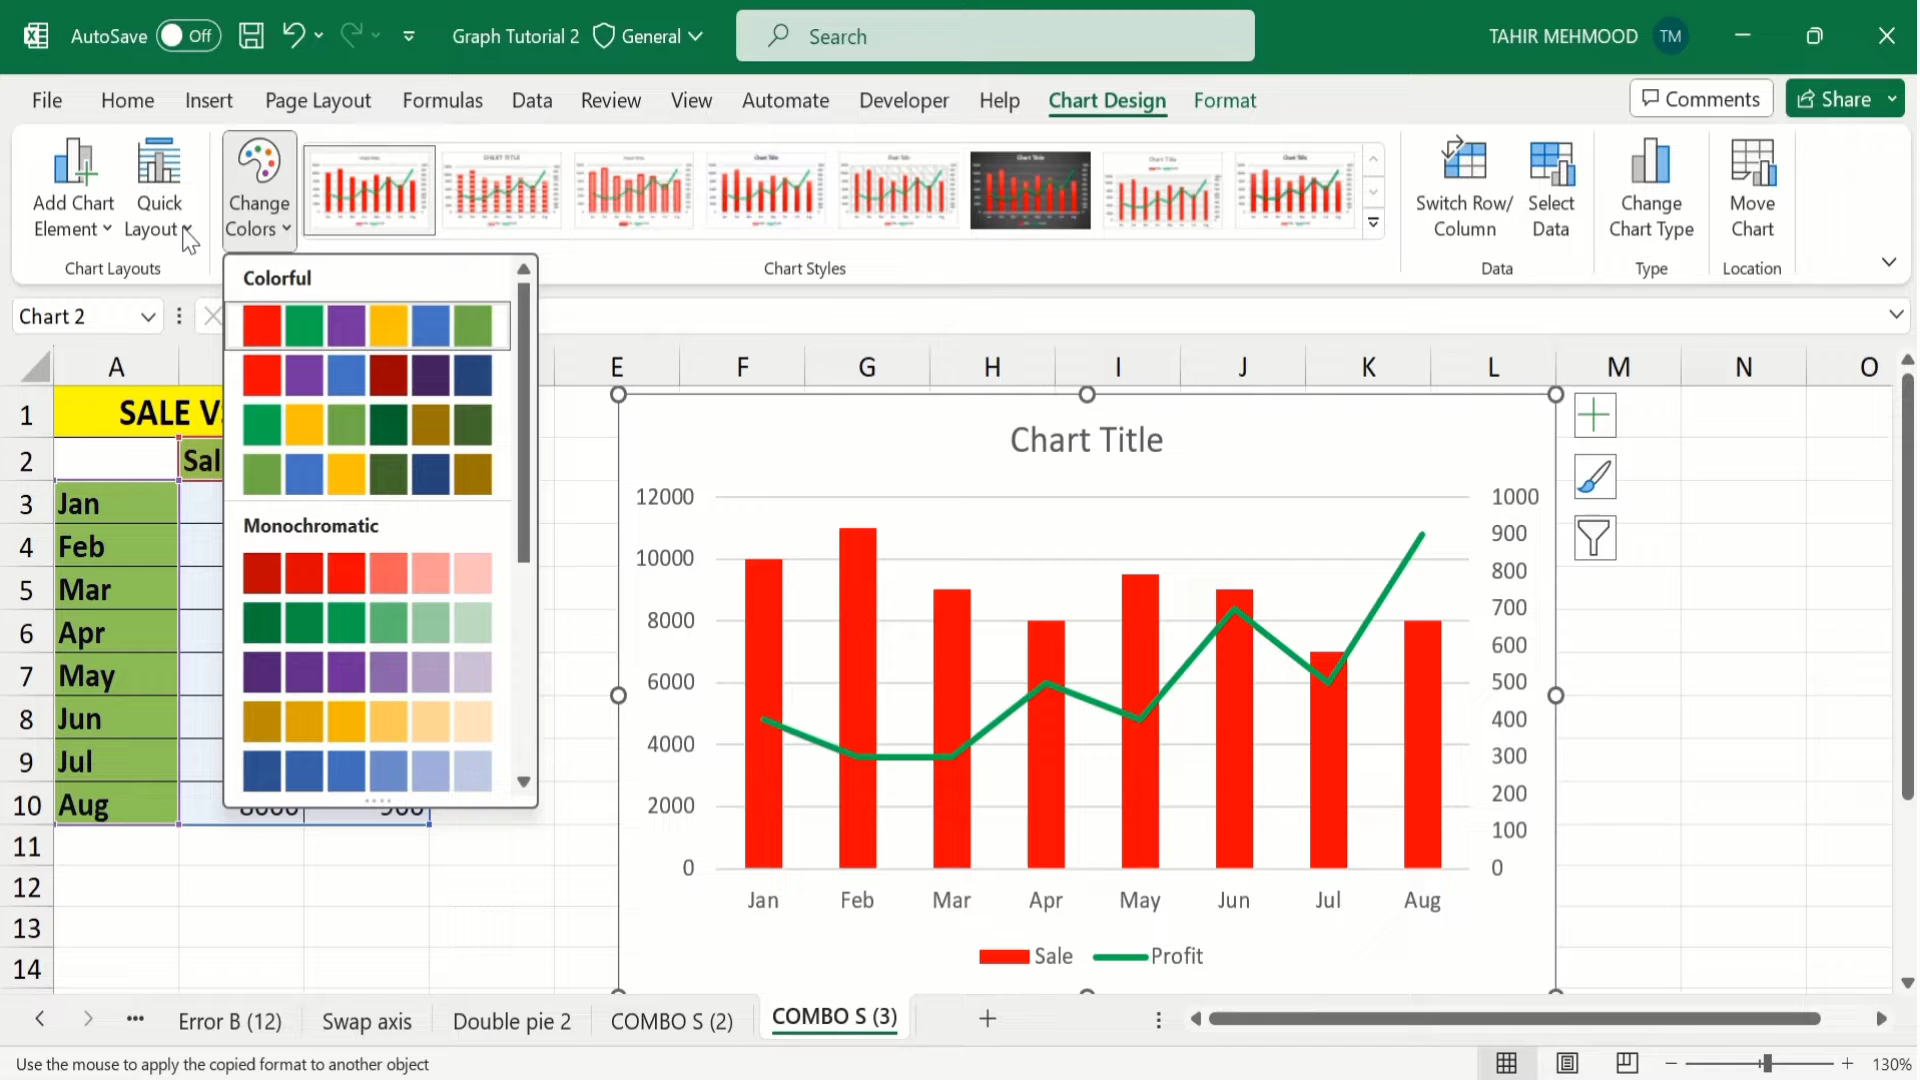 AutoSave Off Graph Tutorial 2 General Search TAHIR MEHMOOD TM
File Home Insert Page Layout Formulas Data Review View Automate Developer Help Chart Design Format Comments Share
Add Chart Element
Quick Layout
Change Colors
Switch Row/ Column
Select Data
Change Chart Type
Move Chart
Chart Layouts Chart Styles Data Type Location
Chart 2
Colorful
Monochromatic
A E F G H I J K L M N O
1 SALE V
2 Sal
3 Jan
4 Feb
5 Mar
6 Apr
7 May
8 Jun
9 Jul
10 Aug 8000 900
11
12
13
14
Chart Title
12000
10000
8000
6000
4000
2000
0
1000
900
800
700
600
500
400
300
200
100
0
Jan Feb Mar Apr May Jun Jul Aug
Sale Profit
Error B (12) Swap axis Double pie 2 COMBO S (2) COMBO S (3)
Use the mouse to apply the copied format to another object 130%